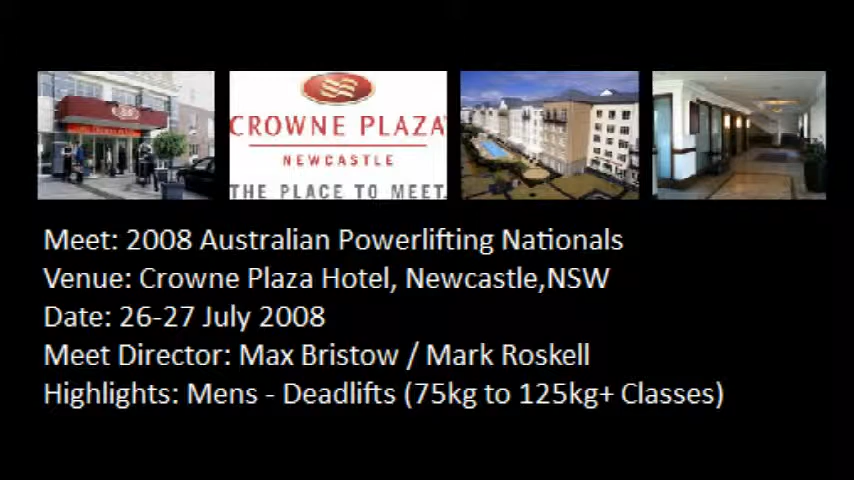 CROWNE PLAZA
NEWCASTLE
THE PLACE TO MEET.
Meet: 2008 Australian Powerlifting Nationals
Venue: Crowne Plaza Hotel, Newcastle,NSW
Date: 26-27 July 2008
Meet Director: Max Bristow / Mark Roskell
Highlights: Mens - Deadlifts (75kg to 125kg+ Classes)